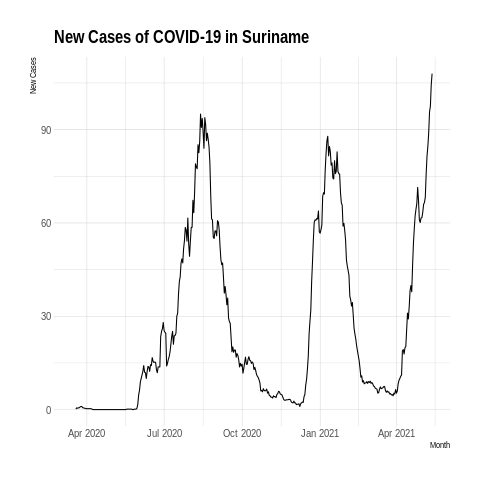 New Cases of COVID-19 in Suriname
New Cases
90
60
30
0
Apr 2020 Jul 2020 Oct 2020 Jan 2021 Apr 2021
Month